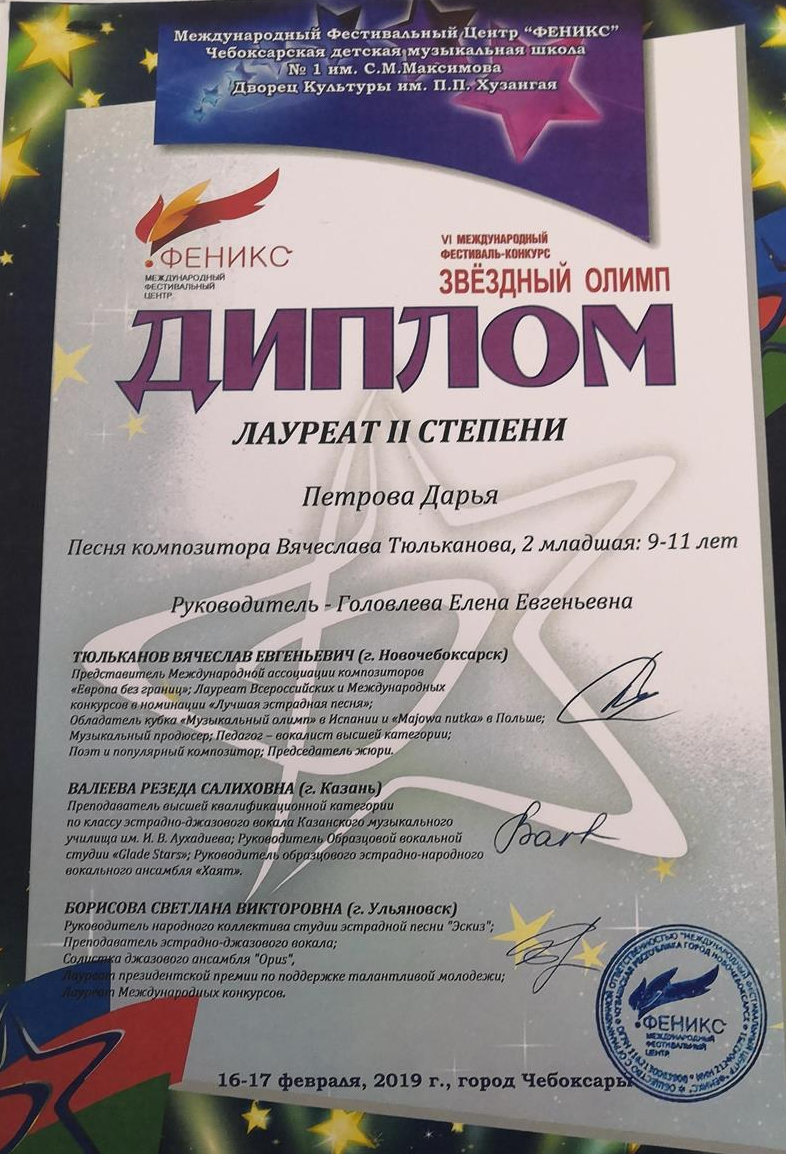 Международный Фестивальный Центр “ФЕНИКС”
Чебоксарская детская музыкальная школа
№ 1 им. С.М.Максимова
Дворец Культуры им. П.П. Хузангая
ФЕНИКС
МЕЖДУНАРОДНЫЙ
ФЕСТИВАЛЬНЫЙ
ЦЕНТР
VI МЕЖДУНАРОДНЫЙ
ФЕСТИВАЛЬ-КОНКУРС
ЗВЁЗДНЫЙ ОЛИМП
ДИПЛОМ
ЛАУРЕАТ II СТЕПЕНИ
Петрова Дарья
Песня композитора Вячеслава Тюльканова, 2 младшая: 9-11 лет
Руководитель - Головлева Елена Евгеньевна
ТЮЛЬКАНОВ ВЯЧЕСЛАВ ЕВГЕНЬЕВИЧ (г. Новочебоксарск)
Представитель Международной ассоциации композиторов
«Европа без границ»; Лауреат Всероссийских и Международных
конкурсов в номинации «Лучшая эстрадная песня»;
Обладатель кубка «Музыкальный олимп» в Испании и «Majowa nutka» в Польше;
Музыкальный продюсер; Педагог – вокалист высшей категории;
Поэт и популярный композитор; Председатель жюри.
ВАЛЕЕВА РЕЗЕДА САЛИХОВНА (г. Казань)
Преподаватель высшей квалификационной категории
по классу эстрадно-джазового вокала Казанского музыкального
училища им. И. В. Аухадиева; Руководитель Образцовой вокальной
студии «Glade Stars»; Руководитель образцового эстрадно-народного
вокального ансамбля «Хаят».
БОРИСОВА СВЕТЛАНА ВИКТОРОВНА (г. Ульяновск)
Руководитель народного коллектива студии эстрадной песни "Эскиз";
Преподаватель эстрадно-джазового вокала;
Солистка джазового ансамбля "Opus",
Лауреат президентской премии по поддержке талантливой молодежи;
Лауреат Международных конкурсов.
ФЕНИКС
МЕЖДУНАРОДНЫЙ
ФЕСТИВАЛЬНЫЙ
ЦЕНТР
16-17 февраля, 2019 г., город Чебоксары